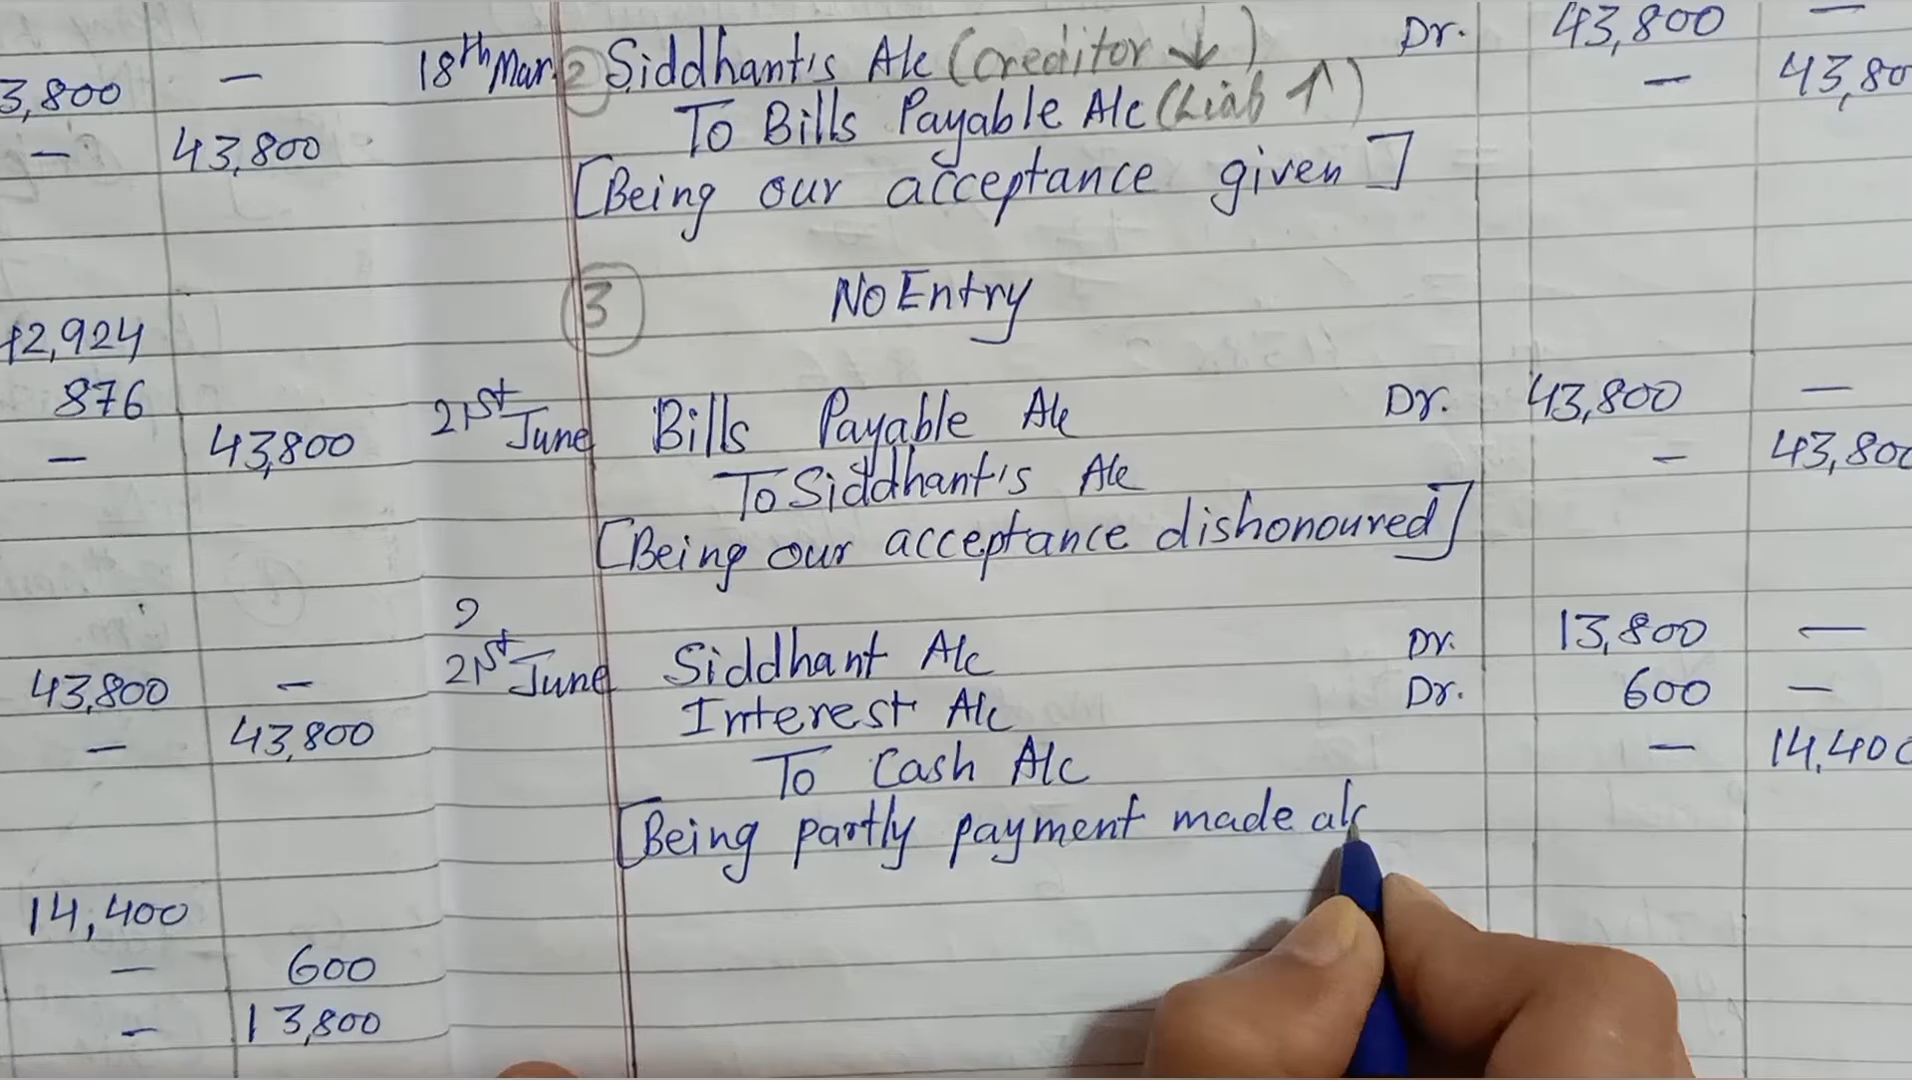 18th Mar 2 Siddhant's A/c (Creditor ↓) Dr. 43,800 —
3,800 — To Bills Payable A/c (Liab ↑) — 43,80
— 43,800 [Being our acceptance given]
3 No Entry
42,924
876 21st June Bills Payable A/c Dr. 43,800 —
— 43,800 To Siddhant's A/c — 43,800
[Being our acceptance dishonoured]
43,800 — 21st June Siddhant A/c Dr. 13,800 —
— 43,800 Interest A/c Dr. 600 —
To Cash A/c — 14,400
[Being partly payment made
14,400
— 600
— 13,800